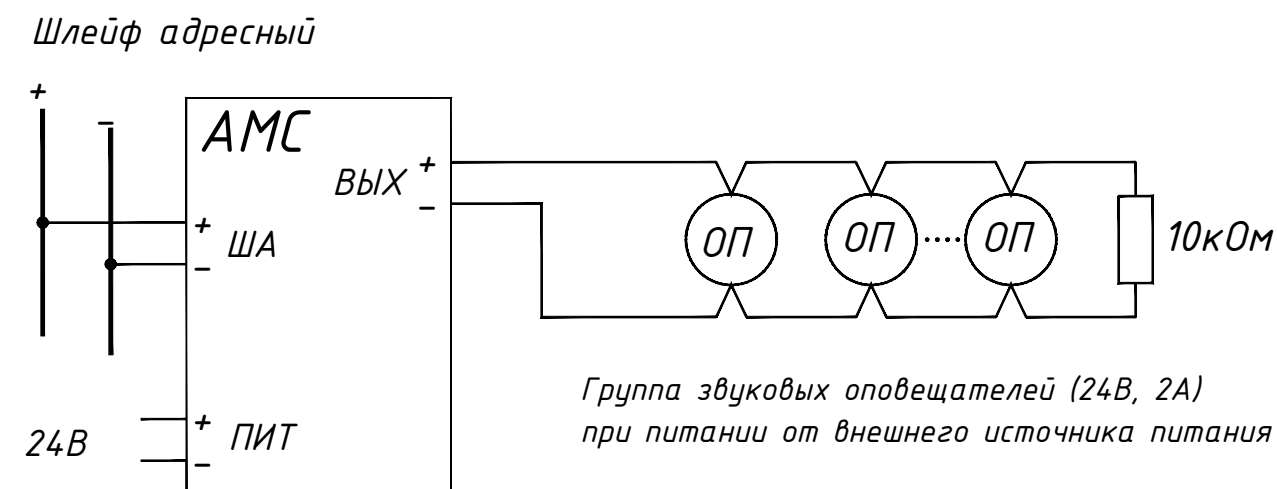 Шлейф адресный
+
−
АМС
ВЫХ +
−
+
ША
−
ОП ОП ОП 10кОм
Группа звуковых оповещателей (24В, 2А)
при питании от внешнего источника питания
24В + ПИТ
−